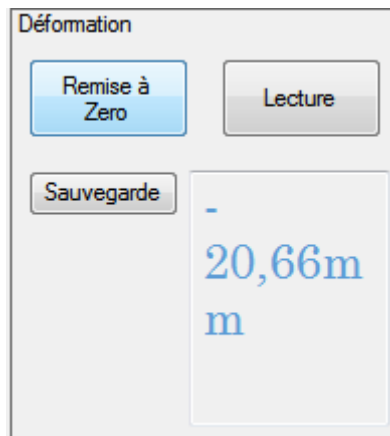 Déformation
Remise à
Zero
Lecture
Sauvegarde
-
20,66m
m